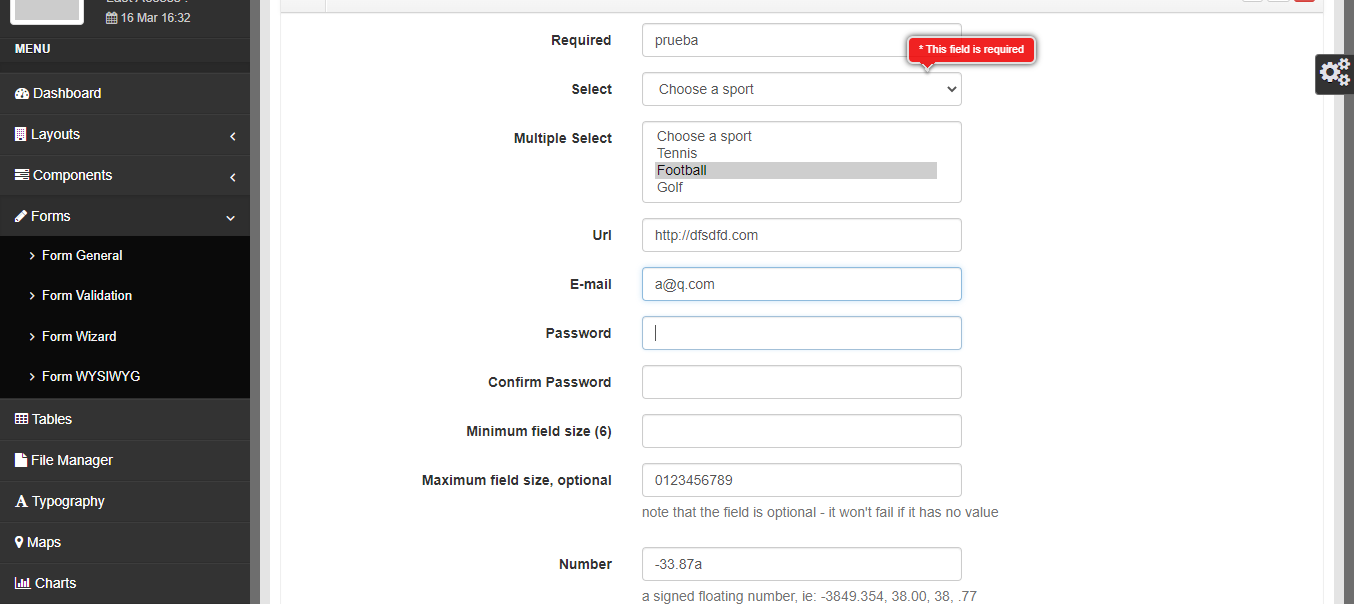 16 Mar 16:32
MENU
Dashboard
Layouts
Components
Forms
Form General
Form Validation
Form Wizard
Form WYSIWYG
Tables
File Manager
Typography
Maps
Charts
Required prueba
* This field is required
Select Choose a sport
Multiple Select Choose a sport
Tennis
Football
Golf
Url http://dfsdfd.com
E-mail a@q.com
Password
Confirm Password
Minimum field size (6)
Maximum field size, optional 0123456789
note that the field is optional - it won't fail if it has no value
Number -33.87a
a signed floating number, ie: -3849.354, 38.00, 38, .77